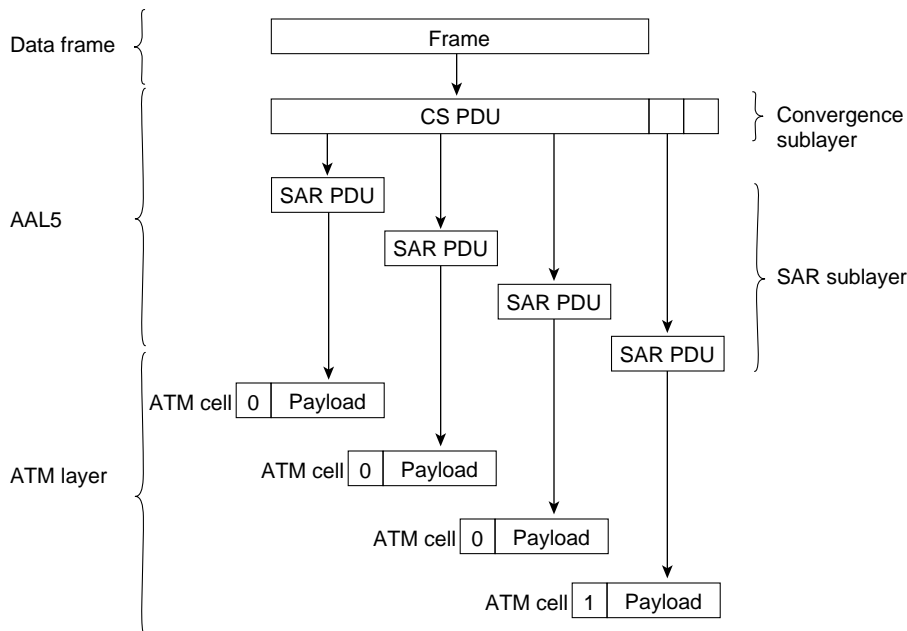 Data frame
Frame
CS PDU
Convergence
sublayer
SAR PDU
AAL5
SAR PDU
SAR sublayer
SAR PDU
SAR PDU
ATM cell 0 Payload
ATM layer
ATM cell 0 Payload
ATM cell 0 Payload
ATM cell 1 Payload